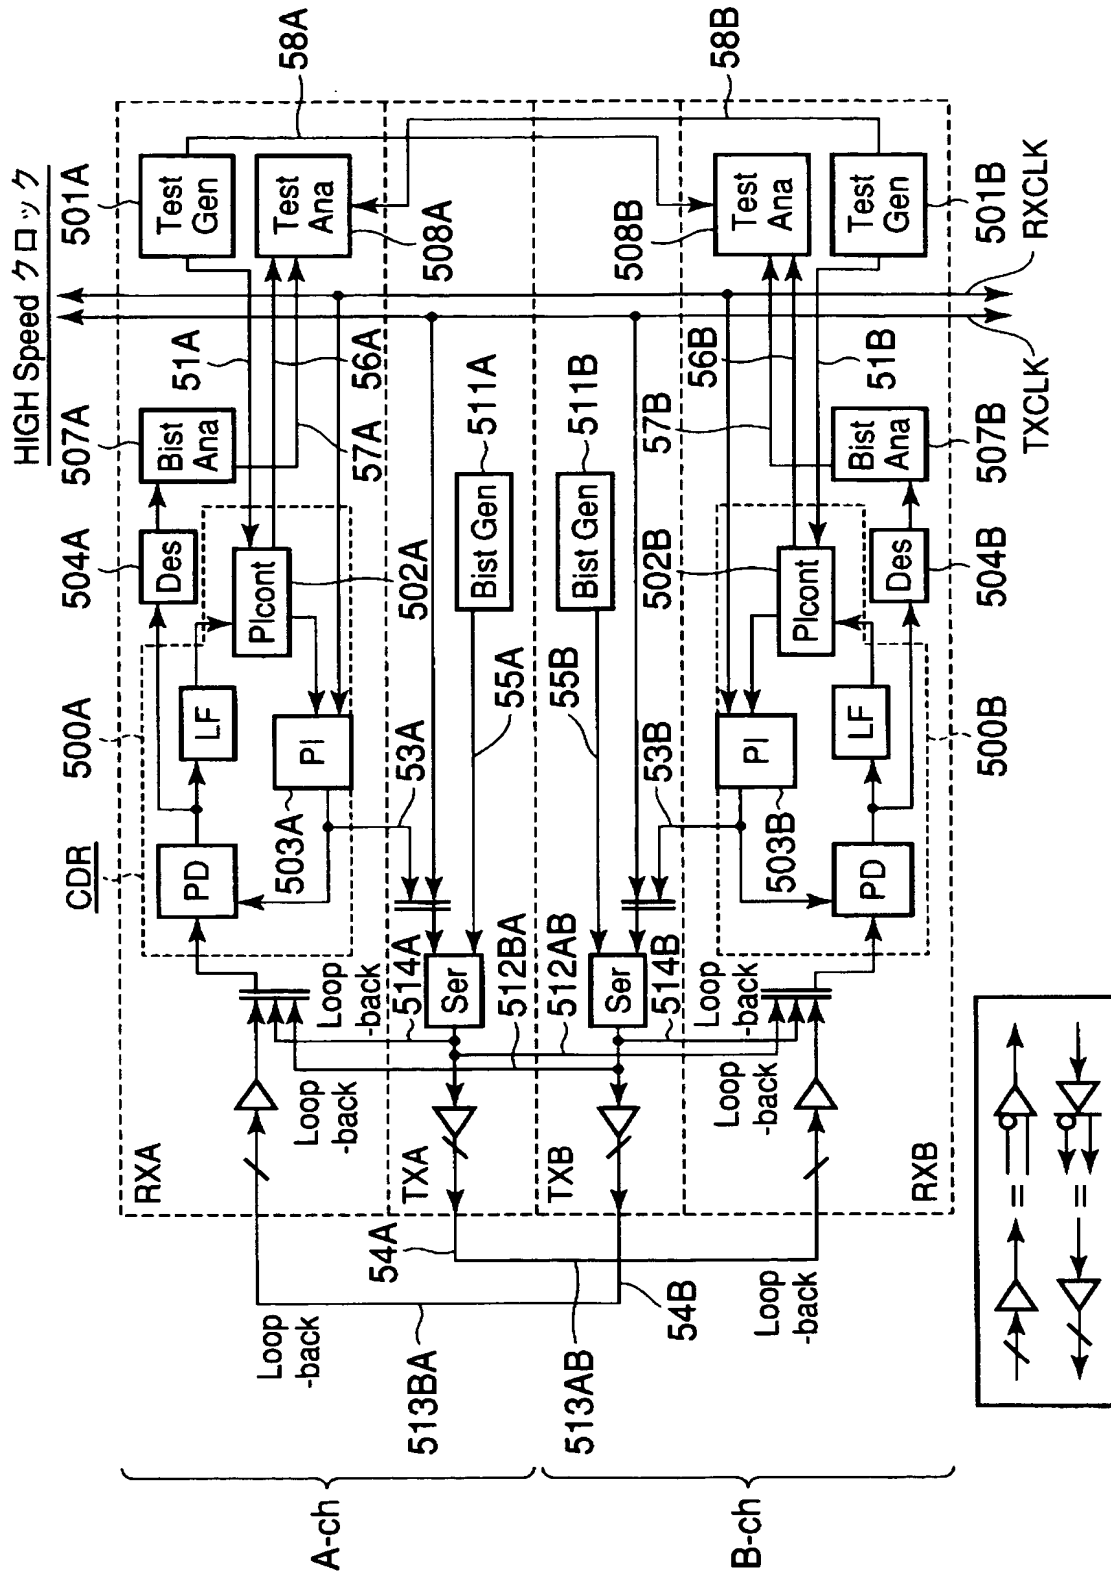 HIGH Speed クロック
CDR
500A
504A
507A
501A
58A
RXA
PD
LF
Des
Bist Ana
Test Gen
PI
PIcont
Test Ana
503A
502A
51A
56A
57A
508A
53A
Loop -back
Loop -back
Loop -back
514A
512BA
55A
511A
TXA
Ser
Bist Gen
54A
513BA
A-ch
TXB
Ser
Bist Gen
54B
513AB
B-ch
512AB
514B
55B
511B
53B
Loop -back
Loop -back
Loop -back
503B
502B
57B
56B
51B
508B
58B
RXB
PI
PIcont
Test Ana
PD
LF
Des
Bist Ana
Test Gen
500B
504B
507B
501B
TXCLK
RXCLK
=
=